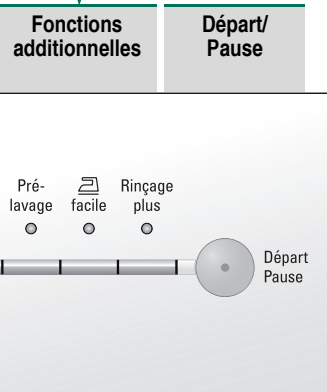 Fonctions
additionnelles
Départ/
Pause
Pré-
lavage
facile
Rinçage
plus
Départ
Pause